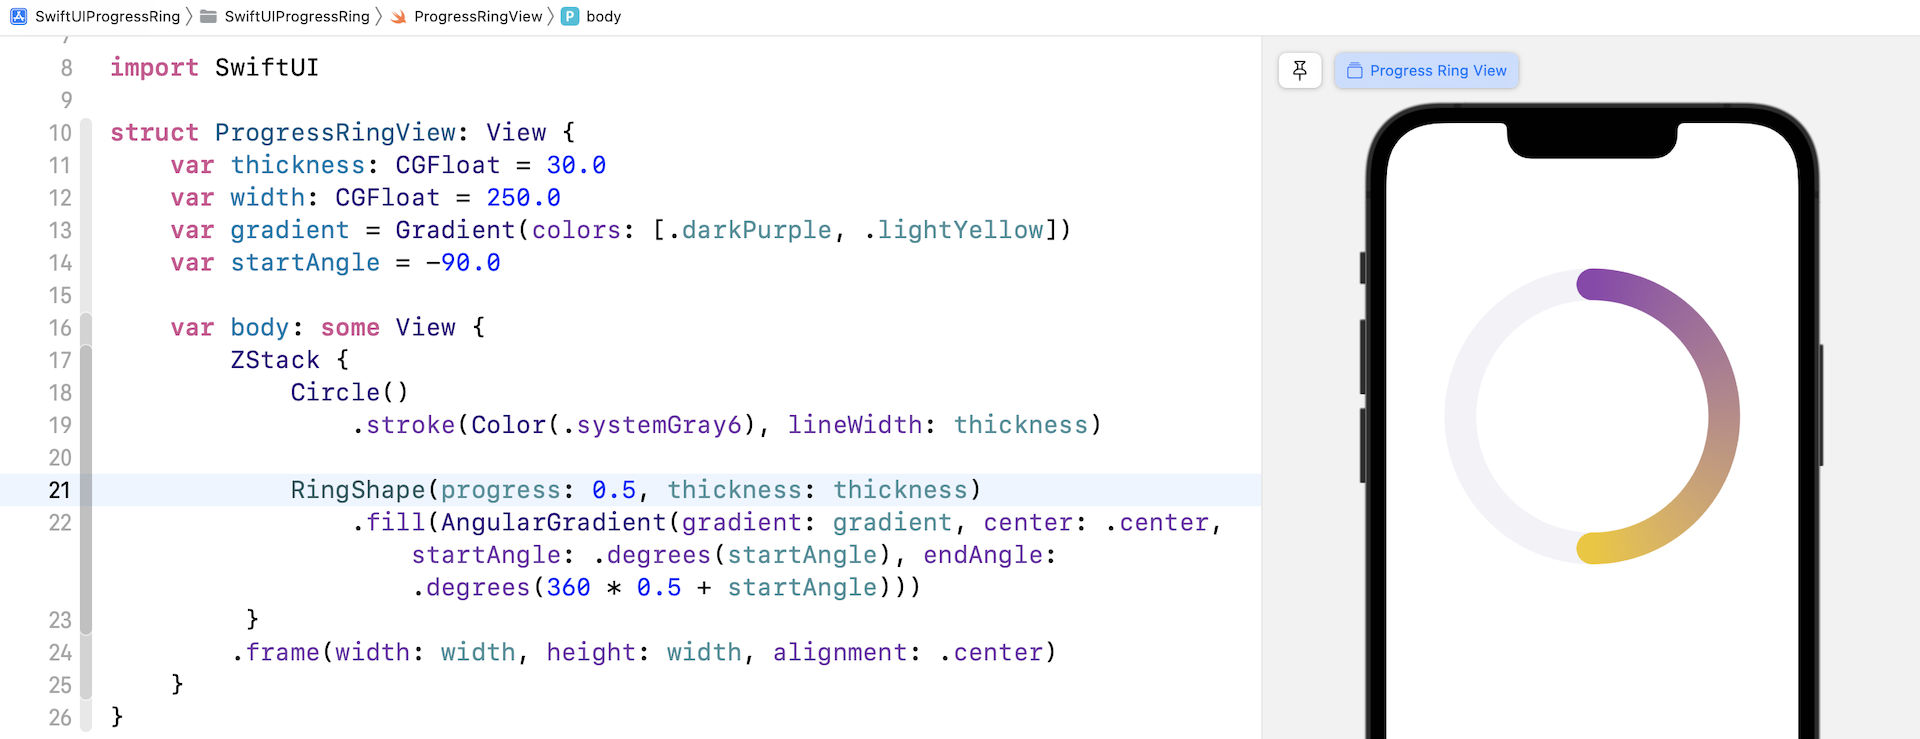 SwiftUIProgressRing 〉 SwiftUIProgressRing 〉 ProgressRingView 〉 P body
7
8 import SwiftUI
9
10 struct ProgressRingView: View {
11 var thickness: CGFloat = 30.0
12 var width: CGFloat = 250.0
13 var gradient = Gradient(colors: [.darkPurple, .lightYellow])
14 var startAngle = -90.0
15
16 var body: some View {
17 ZStack {
18 Circle()
19 .stroke(Color(.systemGray6), lineWidth: thickness)
20
21 RingShape(progress: 0.5, thickness: thickness)
22 .fill(AngularGradient(gradient: gradient, center: .center,
startAngle: .degrees(startAngle), endAngle:
.degrees(360 * 0.5 + startAngle)))
23 }
24 .frame(width: width, height: width, alignment: .center)
25 }
26 }
Progress Ring View